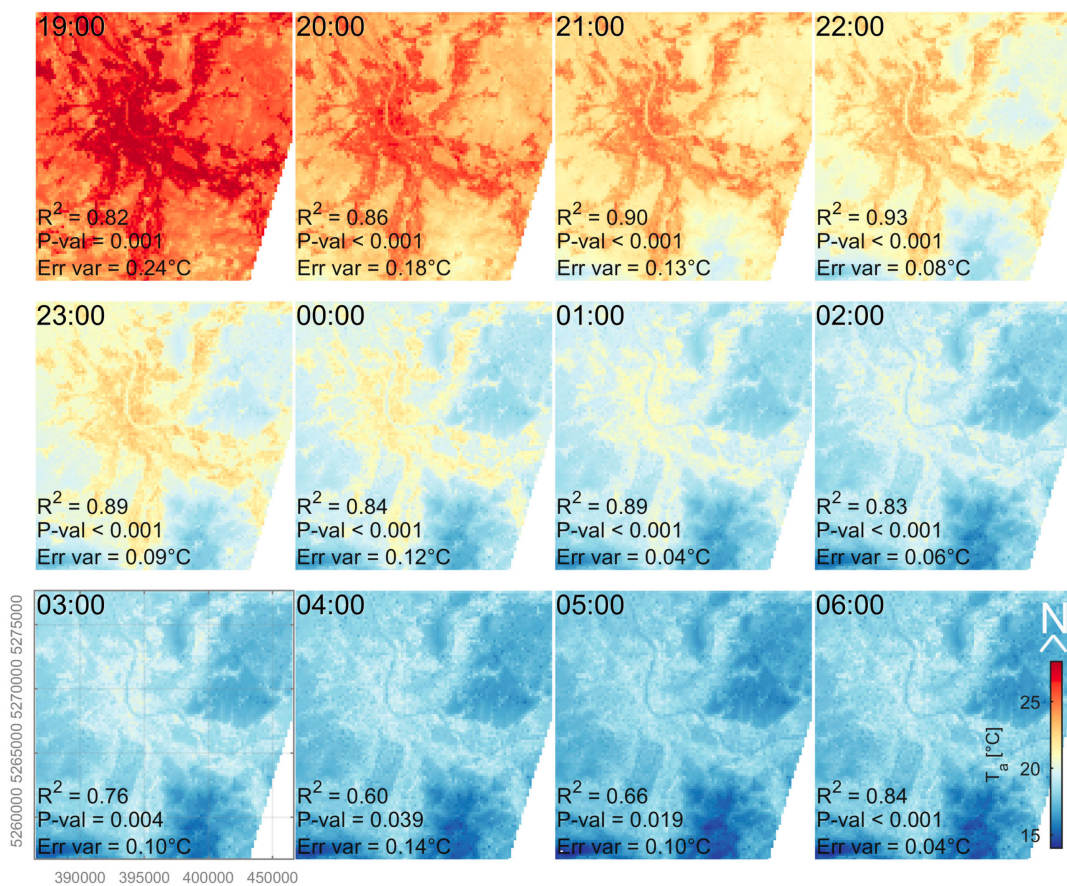 19:00
R² = 0.82
P-val = 0.001
Err var = 0.24°C
20:00
R² = 0.86
P-val < 0.001
Err var = 0.18°C
21:00
R² = 0.90
P-val < 0.001
Err var = 0.13°C
22:00
R² = 0.93
P-val < 0.001
Err var = 0.08°C
23:00
R² = 0.89
P-val < 0.001
Err var = 0.09°C
00:00
R² = 0.84
P-val < 0.001
Err var = 0.12°C
01:00
R² = 0.89
P-val < 0.001
Err var = 0.04°C
02:00
R² = 0.83
P-val < 0.001
Err var = 0.06°C
03:00
R² = 0.76
P-val = 0.004
Err var = 0.10°C
5275000
5270000
5265000
5260000
390000 395000 400000 450000
04:00
R² = 0.60
P-val = 0.039
Err var = 0.14°C
05:00
R² = 0.66
P-val = 0.019
Err var = 0.10°C
06:00
R² = 0.84
P-val < 0.001
Err var = 0.04°C
N
25
20
15
Tₐ [°C]